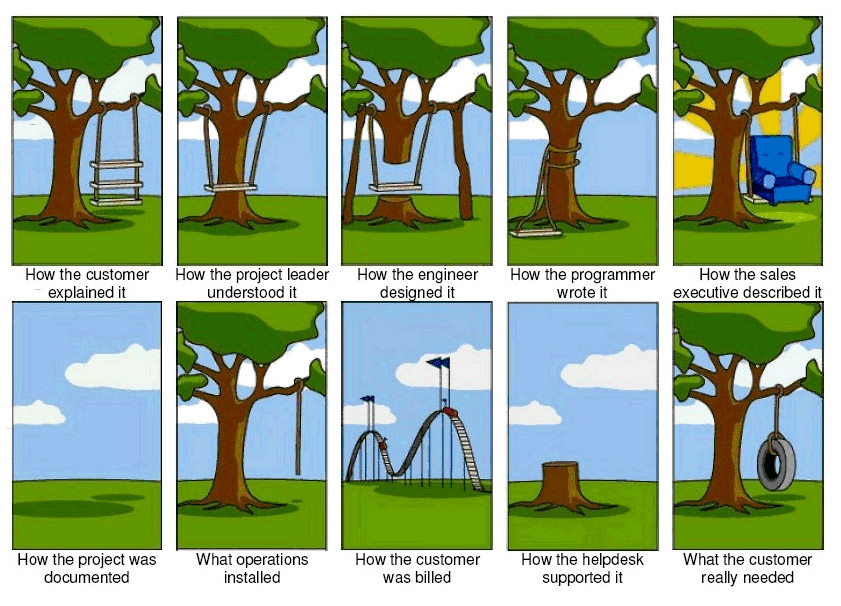 How the customer
explained it
How the project leader
understood it
How the engineer
designed it
How the programmer
wrote it
How the sales
executive described it
How the project was
documented
What operations
installed
How the customer
was billed
How the helpdesk
supported it
What the customer
really needed